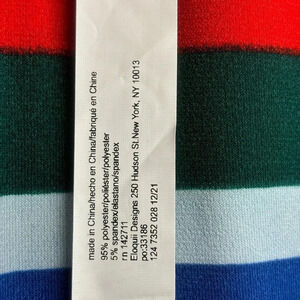 made in China/hecho en China/fabriqué en Chine
95% polyester/poliéster/polyester
5% spandex/elastano/spandex
rn 142711
Eloquii Designs 250 Hudson St.New York, NY 10013
po:33186
124 7352 028 12/21